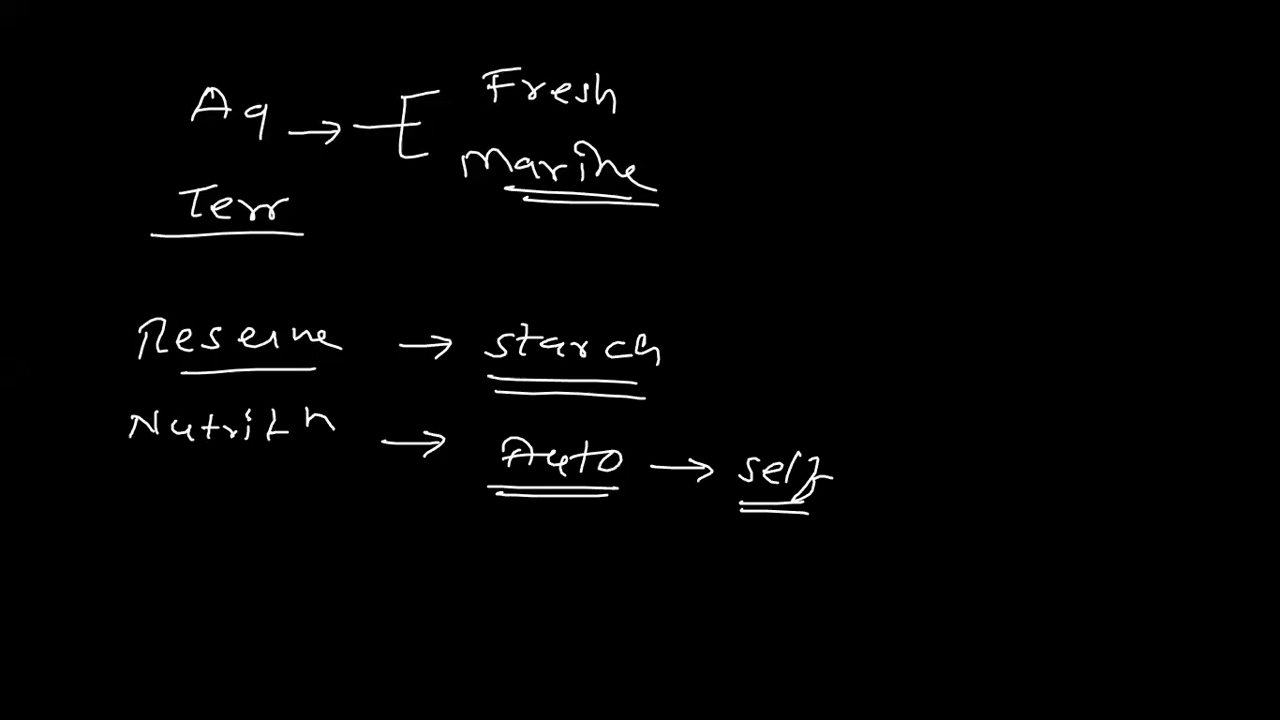 Aq → Fresh
Marine
Terr
Reserve → starch
Nutritn → Auto → self